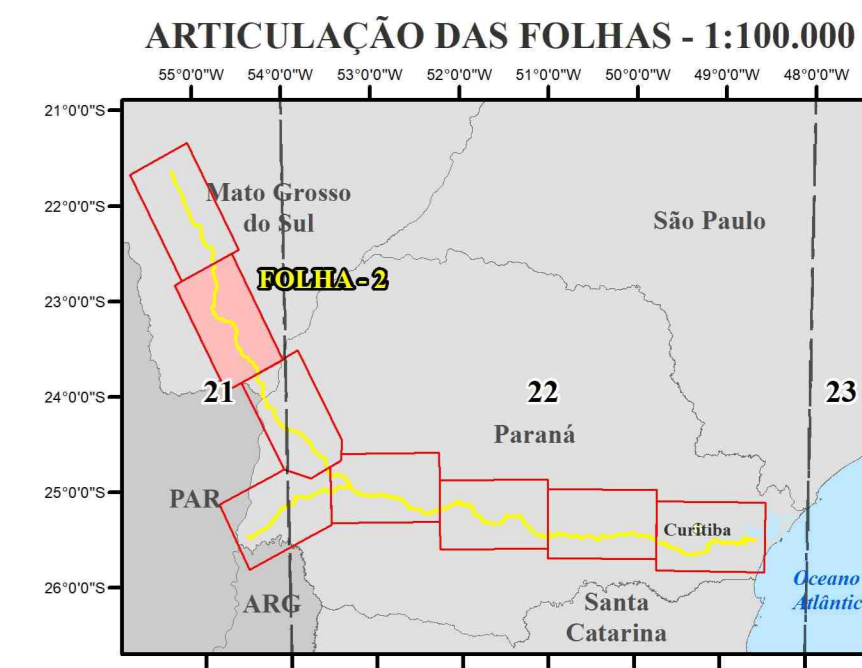 ARTICULAÇÃO DAS FOLHAS - 1:100.000
55°0'0"W 54°0'0"W 53°0'0"W 52°0'0"W 51°0'0"W 50°0'0"W 49°0'0"W 48°0'0"W
21°0'0"S
22°0'0"S
23°0'0"S
24°0'0"S
25°0'0"S
26°0'0"S
Mato Grosso
do Sul
São Paulo
FOLHA - 2
21
22
23
Paraná
PAR
Curitiba
ARG
Santa
Catarina
Oceano
Atlântic